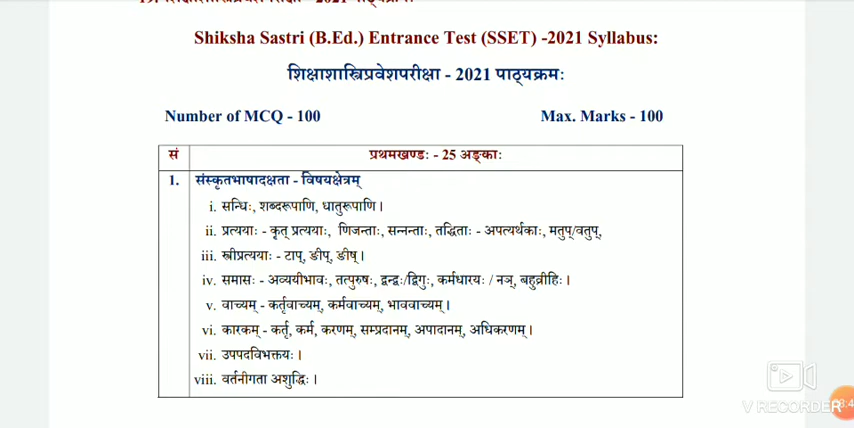 Shiksha Sastri (B.Ed.) Entrance Test (SSET) -2021 Syllabus:
शिक्षाशास्त्रिप्रवेशपरीक्षा - 2021 पाठ्यक्रमः
Number of MCQ - 100 Max. Marks - 100
सं प्रथमखण्डः - 25 अङ्काः
1. संस्कृतभाषादक्षता - विषयक्षेत्रम्
i. सन्धिः, शब्दरूपाणि, धातुरूपाणि ।
ii. प्रत्ययाः - कृत् प्रत्ययाः, णिजन्ताः, सन्नन्ताः, तद्धिताः - अपत्यर्थकाः, मतुप्/वतुप्,
iii. स्त्रीप्रत्ययाः - टाप्, ङीप्, ङीष् ।
iv. समासः - अव्ययीभावः, तत्पुरुषः, द्वन्द्वः/द्विगुः, कर्मधारयः / नञ्, बहुव्रीहिः ।
v. वाच्यम् - कर्तृवाच्यम्, कर्मवाच्यम्, भाववाच्यम् ।
vi. कारकम् - कर्तृ, कर्म, करणम्, सम्प्रदानम्, अपादानम्, अधिकरणम् ।
vii. उपपदविभक्तयः ।
viii. वर्तनीगता अशुद्धिः ।
V RECORDER